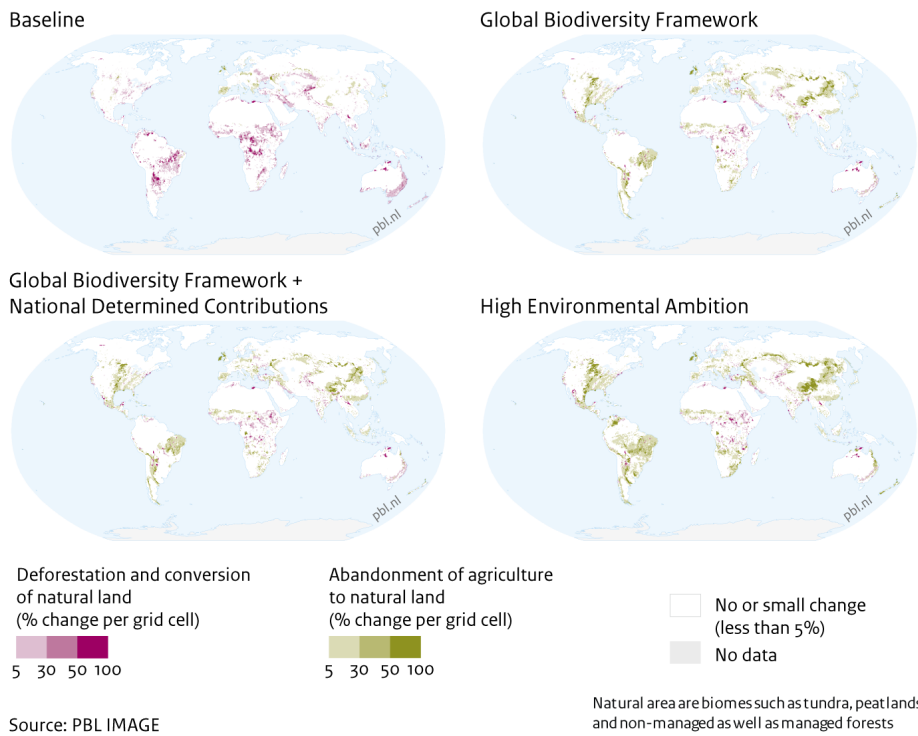 Baseline
Global Biodiversity Framework
pbl.nl
pbl.nl
Global Biodiversity Framework +
National Determined Contributions
High Environmental Ambition
pbl.nl
pbl.nl
Deforestation and conversion
of natural land
(% change per grid cell)
5 30 50 100
Abandonment of agriculture
to natural land
(% change per grid cell)
5 30 50 100
No or small change
(less than 5%)
No data
Natural area are biomes such as tundra, peatlands
and non-managed as well as managed forests
Source: PBL IMAGE